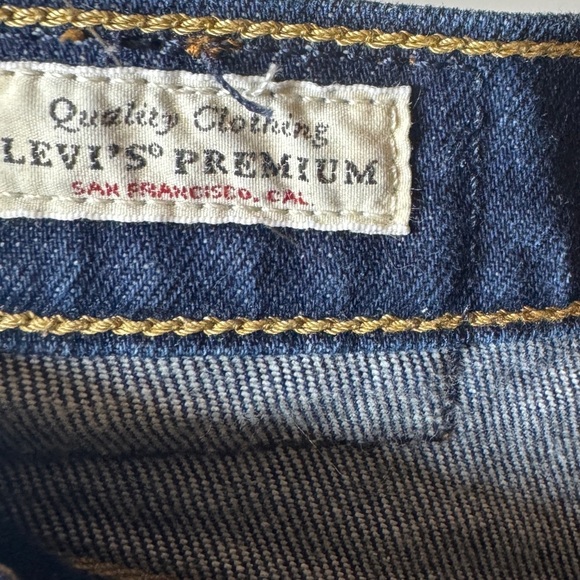 Quality Clothing
LEVI'S® PREMIUM
SAN FRANCISCO, CAL.